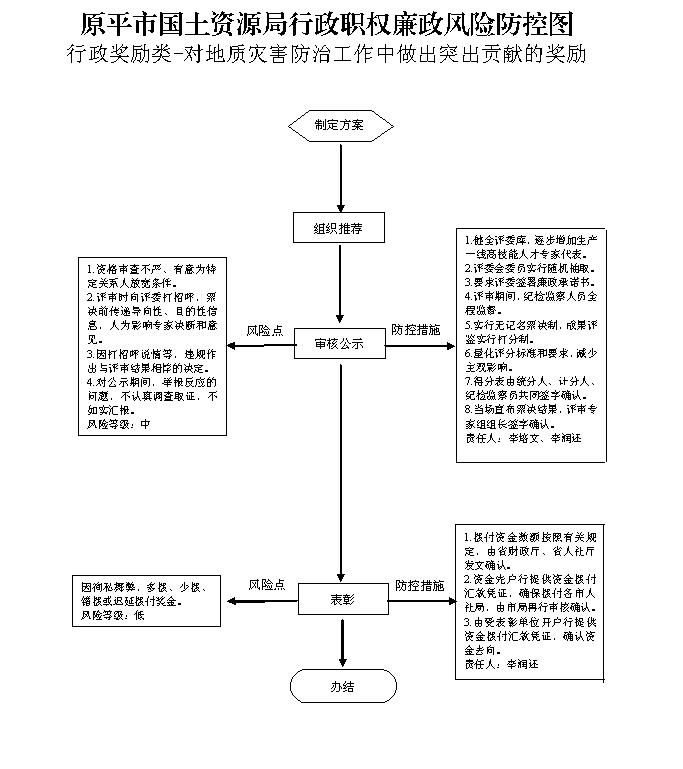 原平市国土资源局行政职权廉政风险防控图
行政奖励类-对地质灾害防治工作中做出突出贡献的奖励
制定方案
组织推荐
1.资格审查不严、有意为特
定关系人放宽条件。
2.评审时向评委打招呼，票
决前传递导向性、目的性信
息，人为影响专家决断和意
见。
3.因打招呼说情等，违规作
出与评审结果相悖的决定。
4.对公示期间，举报反应的
问题，不认真调查取证，不
如实汇报。
风险等级：中
风险点
审核公示
防控措施
1.健全评委库，逐步增加生产
一线高技能人才专家代表。
2.评委会委员实行随机抽取。
3.要求评委签署廉政承诺书。
4.评审期间，纪检监察人员全
程监督。
5.实行无记名票决制，成果评
鉴实行打分制。
6.量化评分标准和要求，减少
主观影响。
7.得分表由统分人、计分人、
纪检监察员共同签字确认。
8.当场宣布票决结果，评审专
家组组长签字确认。
责任人：李培文、李润还
因徇私舞弊，多拨、少拨、
错拨或迟延拨付奖金。
风险等级：低
风险点
表彰
防控措施
1.拨付资金数额按照有关规
定，由省财政厅、省人社厅
发文确认。
2.资金先户行提供资金拨付
汇款凭证，确保拨付各市人
社局，由市局再行审核确认。
3.由受表彰单位开户行提供
资金拨付汇款凭证，确认资
金去向。
责任人：李润还
办结